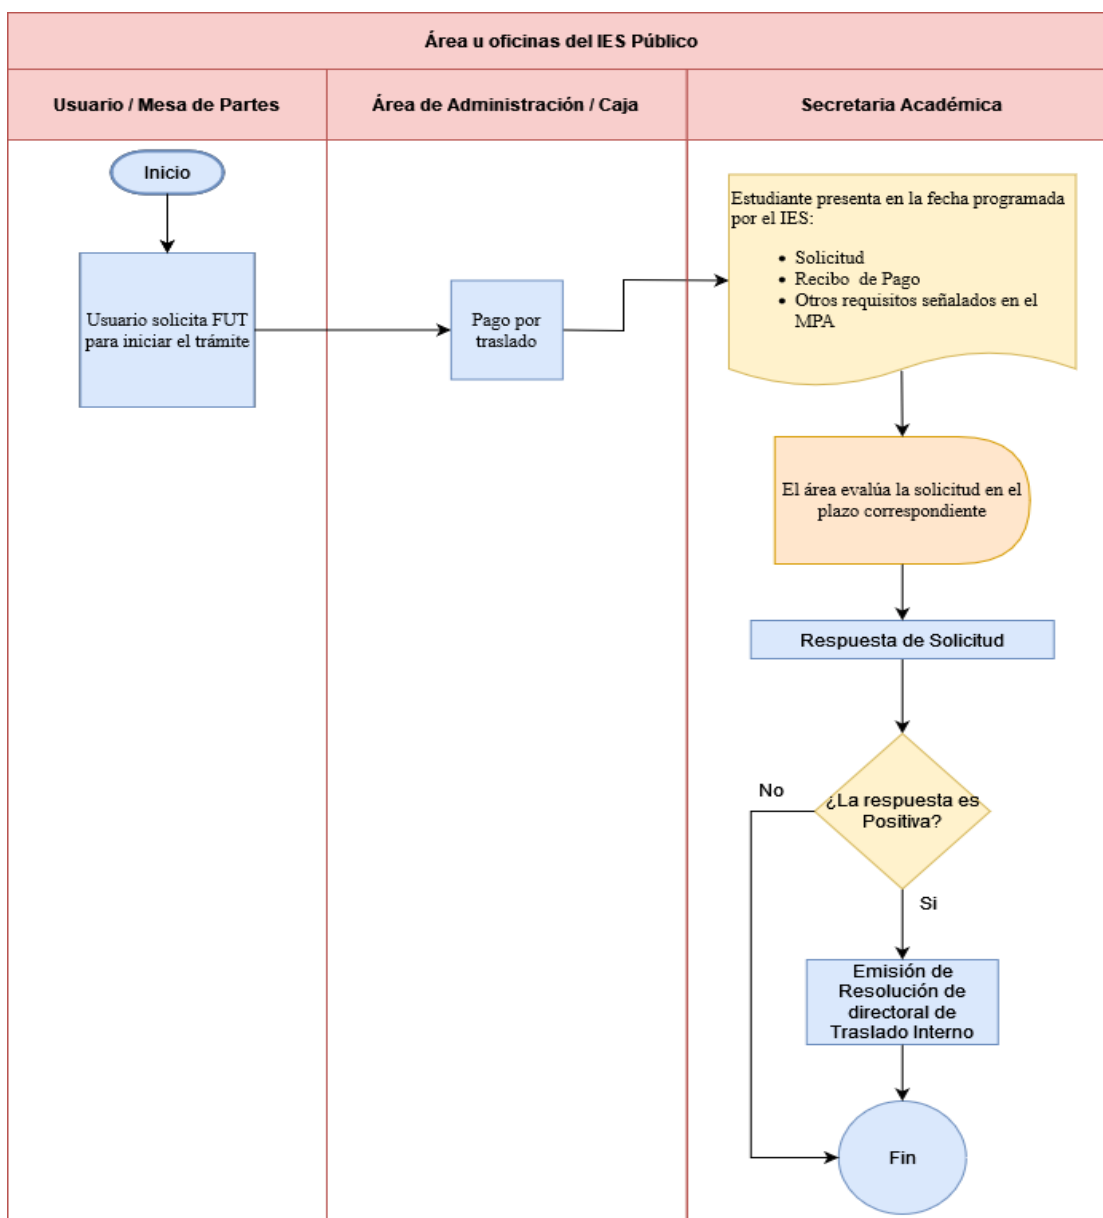 Área u oficinas del IES Público
Usuario / Mesa de Partes
Área de Administración / Caja
Secretaria Académica
Inicio
Usuario solicita FUT
para iniciar el trámite
Pago por
traslado
Estudiante presenta en la fecha programada
por el IES:
• Solicitud
• Recibo de Pago
• Otros requisitos señalados en el
MPA
El área evalúa la solicitud en el
plazo correspondiente
Respuesta de Solicitud
¿La respuesta es
Positiva?
No
Si
Emisión de
Resolución de
directoral de
Traslado Interno
Fin